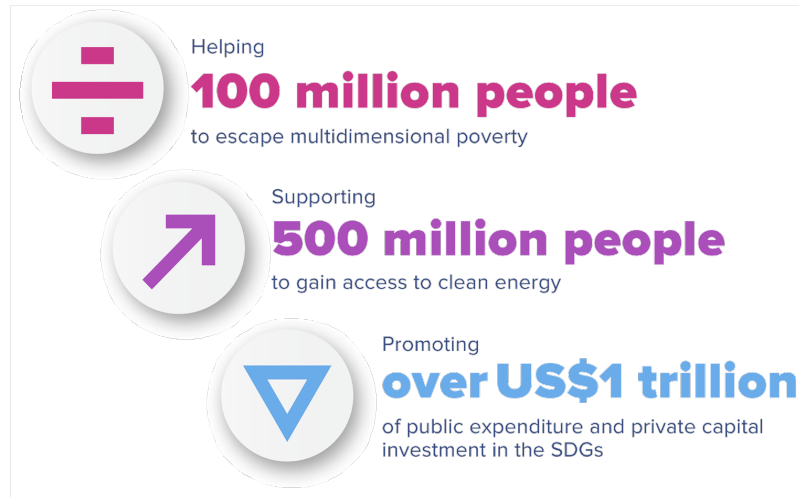 Helping
100 million people
to escape multidimensional poverty
Supporting
500 million people
to gain access to clean energy
Promoting
over US$1 trillion
of public expenditure and private capital
investment in the SDGs